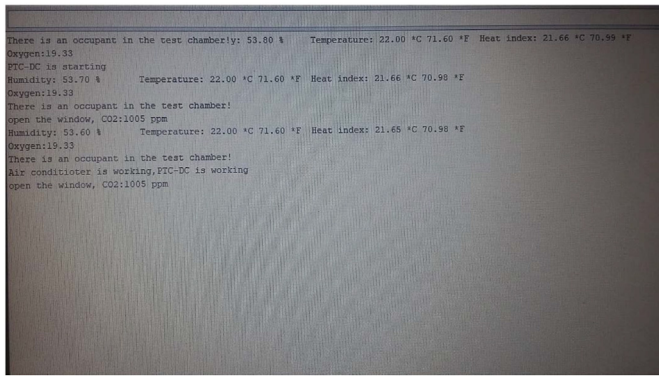 There is an occupant in the test chamber!y: 53.80 % Temperature: 22.00 *C 71.60 *F Heat index: 21.66 *C 70.99 *F
Oxygen:19.33
PTC-DC is starting
Humidity: 53.70 % Temperature: 22.00 *C 71.60 *F Heat index: 21.66 *C 70.98 *F
Oxygen:19.33
There is an occupant in the test chamber!
open the window, CO2:1005 ppm
Humidity: 53.60 % Temperature: 22.00 *C 71.60 *F Heat index: 21.65 *C 70.98 *F
Oxygen:19.33
There is an occupant in the test chamber!
Air conditioter is working,PTC-DC is working
open the window, CO2:1005 ppm